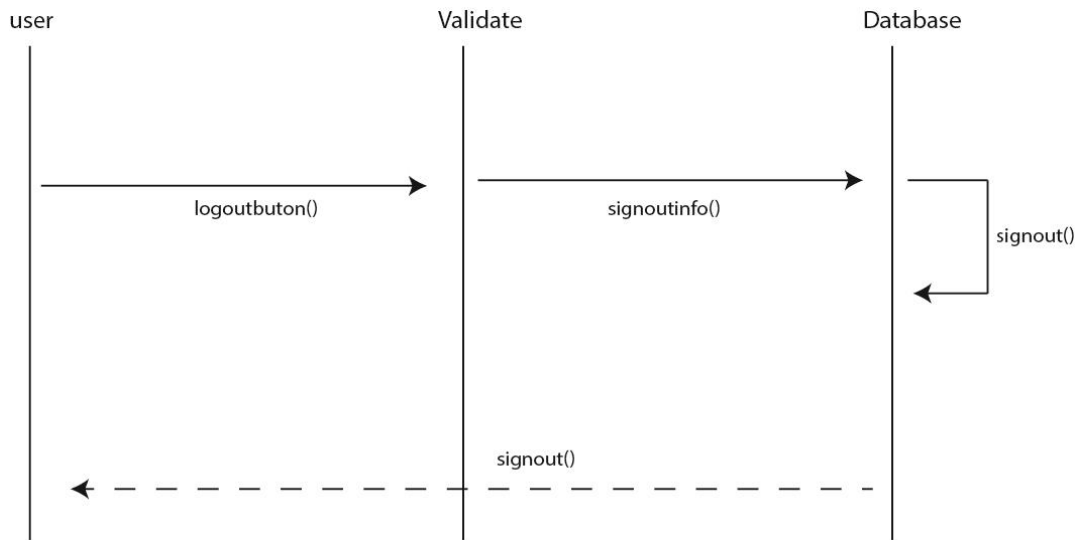 user
Validate
Database
logoutbuton()
signoutinfo()
signout()
signout()